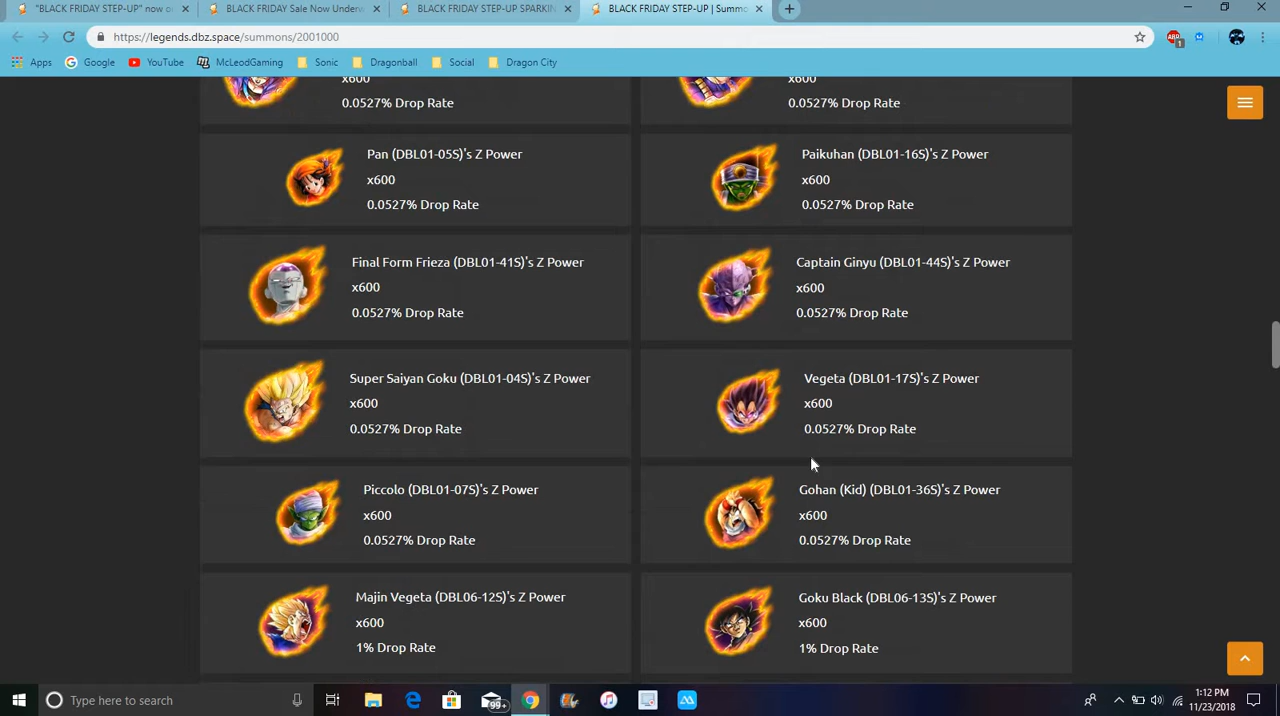 "BLACK FRIDAY STEP-UP" now o
BLACK FRIDAY Sale Now Underw
BLACK FRIDAY STEP-UP SPARKIN
BLACK FRIDAY STEP-UP | Summo
https://legends.dbz.space/summons/2001000
ABP
1
Apps
Google
YouTube
McLeodGaming
Sonic
Dragonball
Social
Dragon City
x600
0.0527% Drop Rate
x600
0.0527% Drop Rate
Pan (DBL01-05S)'s Z Power
x600
0.0527% Drop Rate
Paikuhan (DBL01-16S)'s Z Power
x600
0.0527% Drop Rate
Final Form Frieza (DBL01-41S)'s Z Power
x600
0.0527% Drop Rate
Captain Ginyu (DBL01-44S)'s Z Power
x600
0.0527% Drop Rate
Super Saiyan Goku (DBL01-04S)'s Z Power
x600
0.0527% Drop Rate
Vegeta (DBL01-17S)'s Z Power
x600
0.0527% Drop Rate
Piccolo (DBL01-07S)'s Z Power
x600
0.0527% Drop Rate
Gohan (Kid) (DBL01-36S)'s Z Power
x600
0.0527% Drop Rate
Majin Vegeta (DBL06-12S)'s Z Power
x600
1% Drop Rate
Goku Black (DBL06-13S)'s Z Power
x600
1% Drop Rate
Type here to search
99+
1:12 PM
11/23/2018